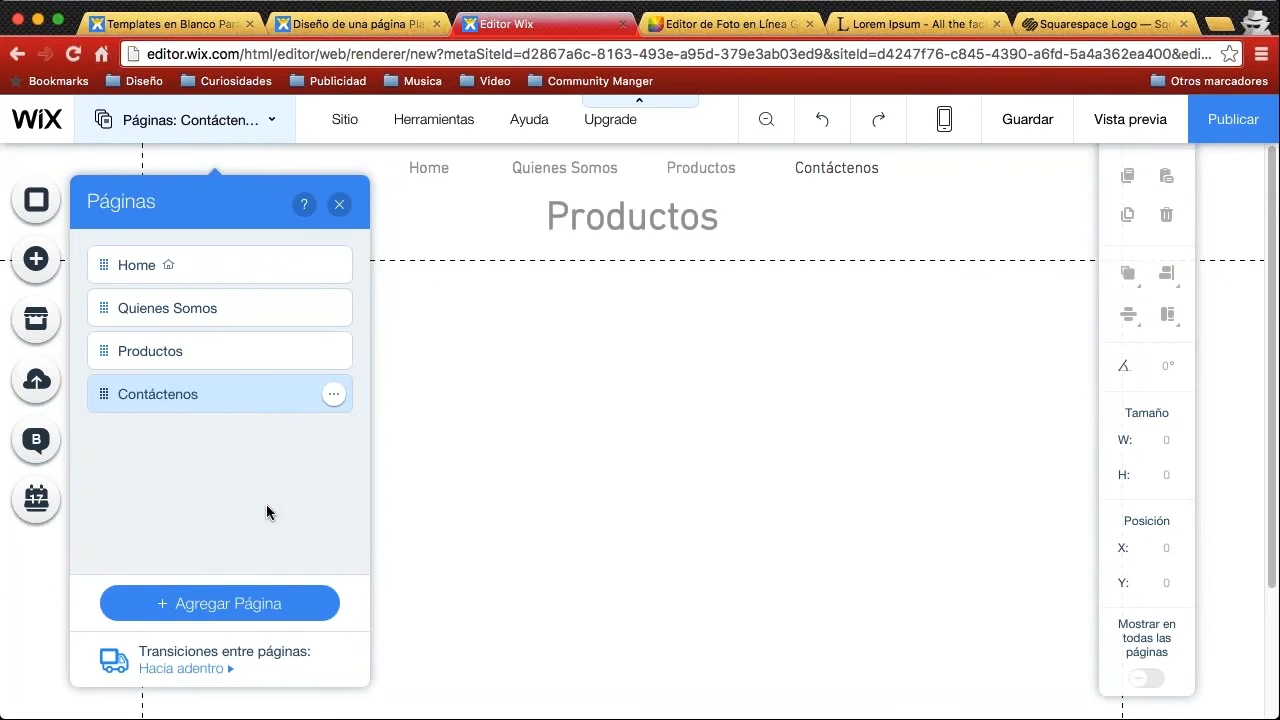 Templates en Blanco Par
Diseño de una página Pla
Editor Wix
Editor de Foto en Línea G
Lorem Ipsum - All the fac
Squarespace Logo — Sa
editor.wix.com/html/editor/web/renderer/new?metaSiteId=d2867a6c-8163-493e-a95d-37953ab03ed9&siteId=d4247f76-c845-4390-a6fd-5a4a362ea400&edi...
Bookmarks
Diseño
Curiosidades
Publicidad
Musica
Video
Community Manger
Otros marcadores
WiX
Páginas: Contácten...
Sitio
Herramientas
Ayuda
Upgrade
Guardar
Vista previa
Publicar
Home
Quienes Somos
Productos
Contáctenos
Productos
Páginas
?
Home
Quienes Somos
Productos
Contáctenos
B
17
+ Agregar Página
Transiciones entre páginas:
Hacia adentro
0°
Tamaño
W: 0
H: 0
Posición
X: 0
Y: 0
Mostrar en
todas las
páginas